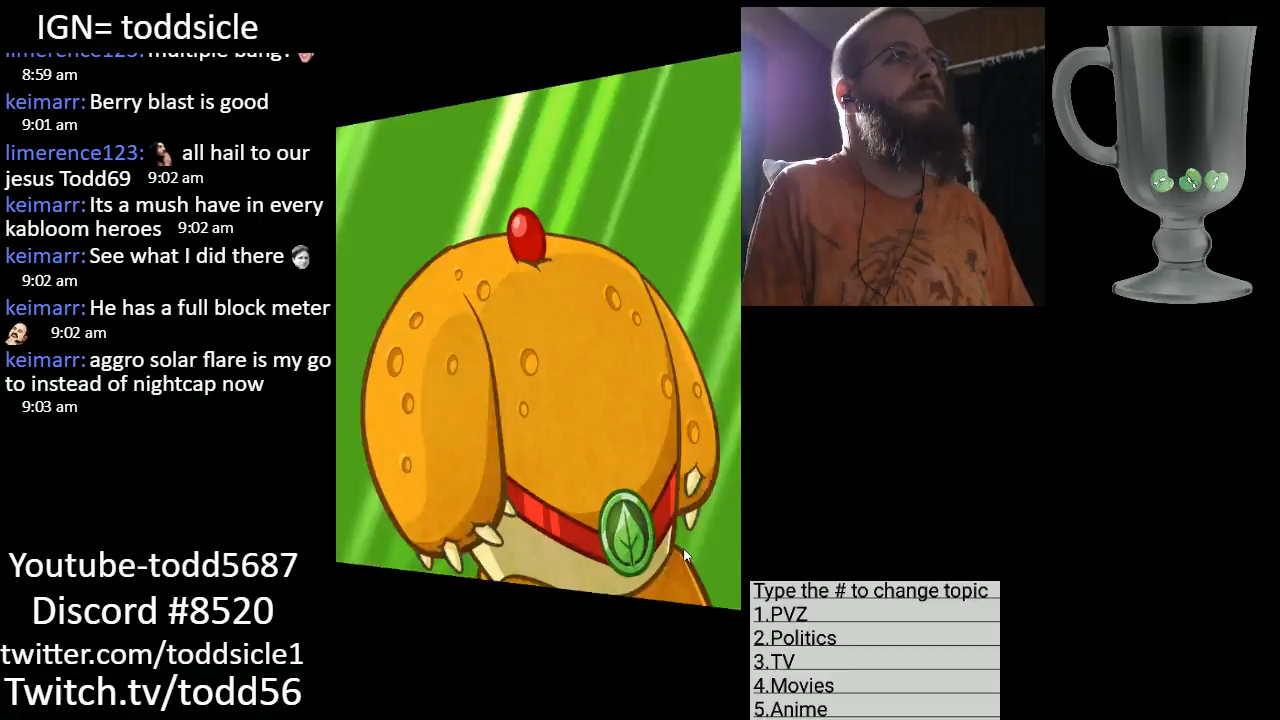 IGN= toddsicle
limerence123: multiple bang?
8:59 am
keimarr: Berry blast is good
9:01 am
limerence123: all hail to our
jesus Todd69 9:02 am
keimarr: Its a mush have in every
kabloom heroes 9:02 am
keimarr: See what I did there
9:02 am
keimarr: He has a full block meter
9:02 am
keimarr: aggro solar flare is my go
to instead of nightcap now
9:03 am
Youtube-todd5687
Discord #8520
twitter.com/toddsicle1
Twitch.tv/todd56
Type the # to change topic
1.PVZ
2.Politics
3.TV
4.Movies
5.Anime